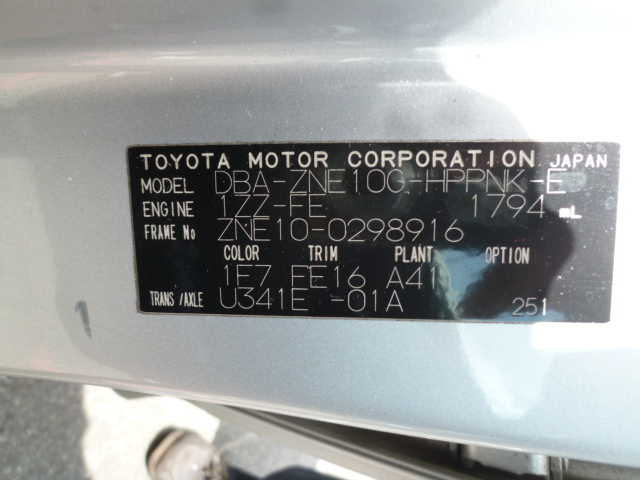 TOYOTA MOTOR CORPORATION JAPAN
MODEL DBA-ZNE10G-HPPNK-E
ENGINE 1ZZ-FE 1794 mL
FRAME No ZNE10-0298916
COLOR TRIM PLANT OPTION
1F7 FE16 A41
TRANS/AXLE U341E -01A 251